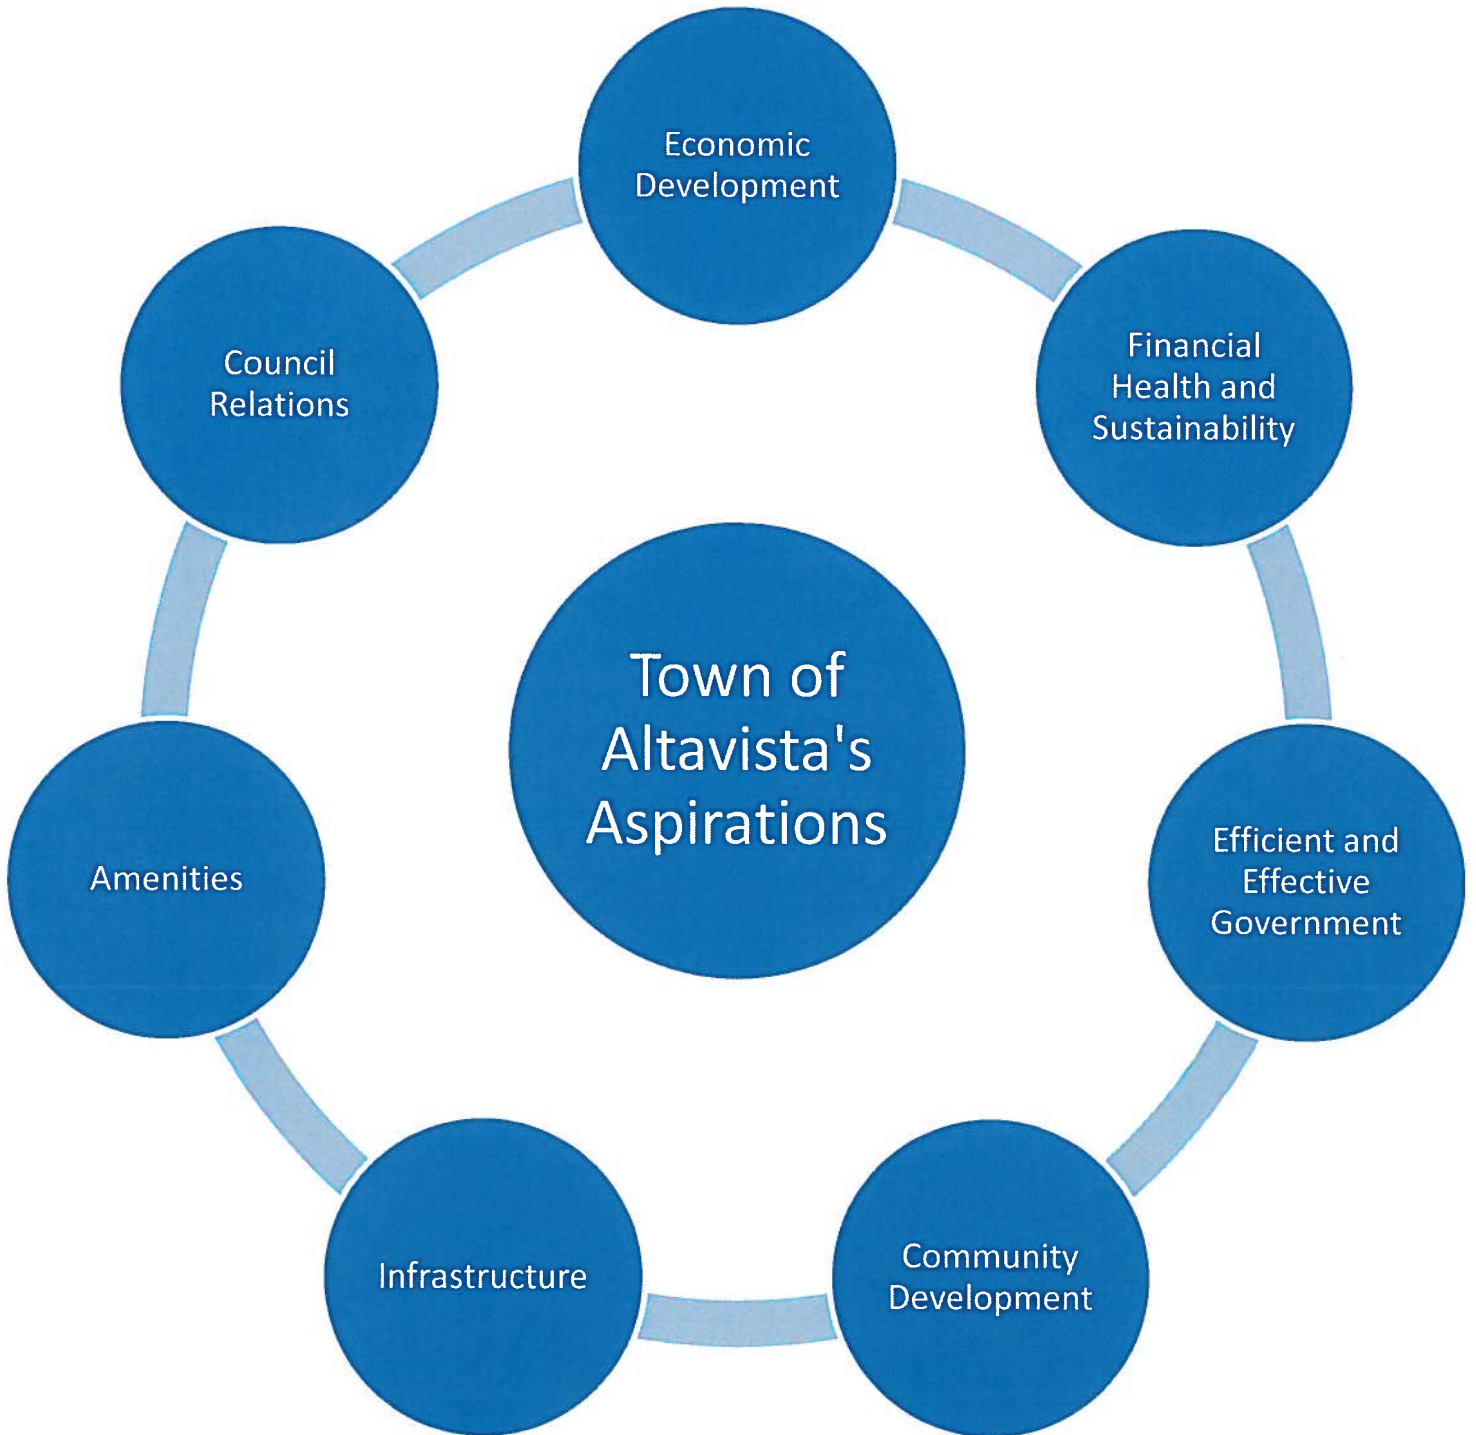 Economic
Development
Financial
Health and
Sustainability
Efficient and
Effective
Government
Community
Development
Infrastructure
Amenities
Council
Relations
Town of
Altavista's
Aspirations